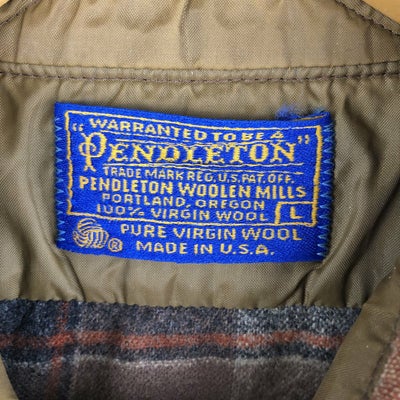 WARRANTED TO BE A
"PENDLETON"
TRADE MARK REG. U.S. PAT. OFF.
PENDLETON WOOLEN MILLS
PORTLAND, OREGON
100% VIRGIN WOOL L
PURE VIRGIN WOOL
® MADE IN U.S.A.